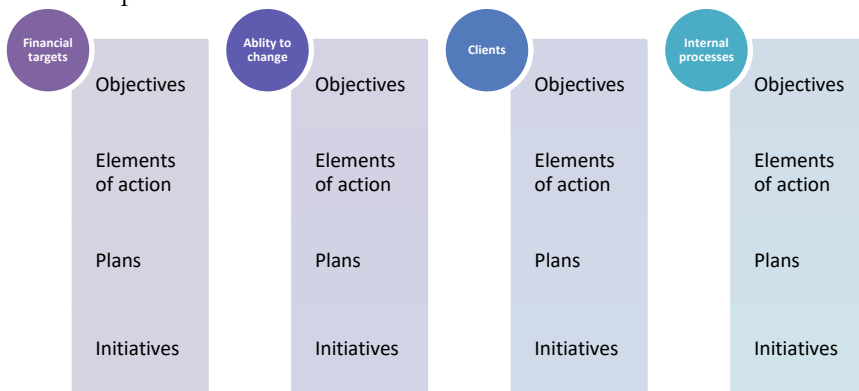 Financial
targets
Objectives
Elements
of action
Plans
Initiatives
Ablity to
change
Objectives
Elements
of action
Plans
Initiatives
Clients
Objectives
Elements
of action
Plans
Initiatives
Internal
processes
Objectives
Elements
of action
Plans
Initiatives